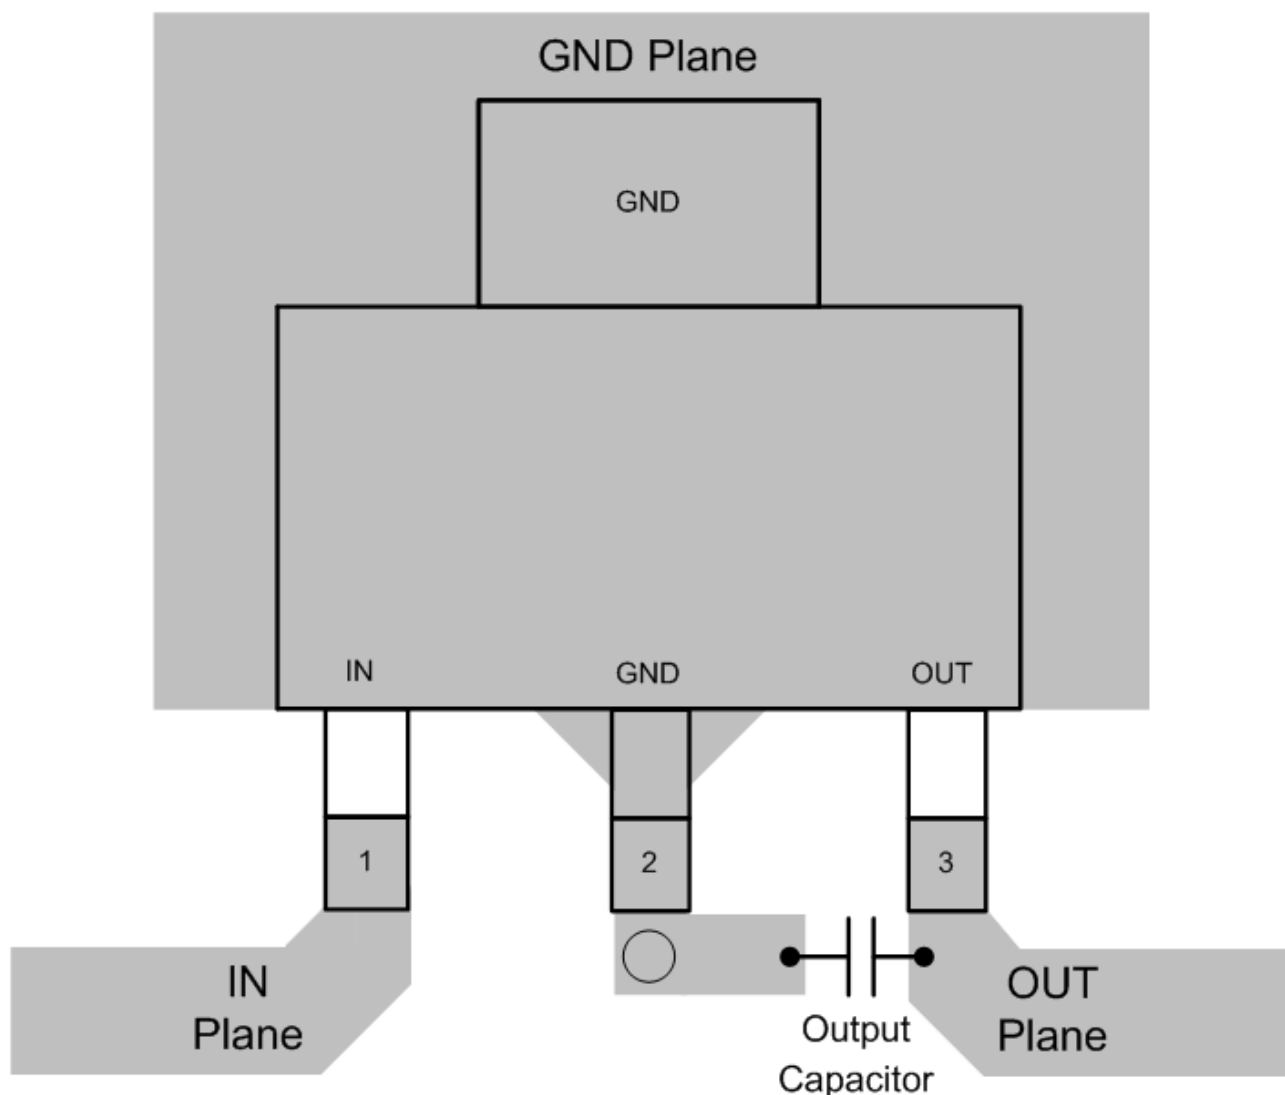 GND Plane
GND
IN
GND
OUT
1
2
3
IN
Plane
Output
Capacitor
OUT
Plane